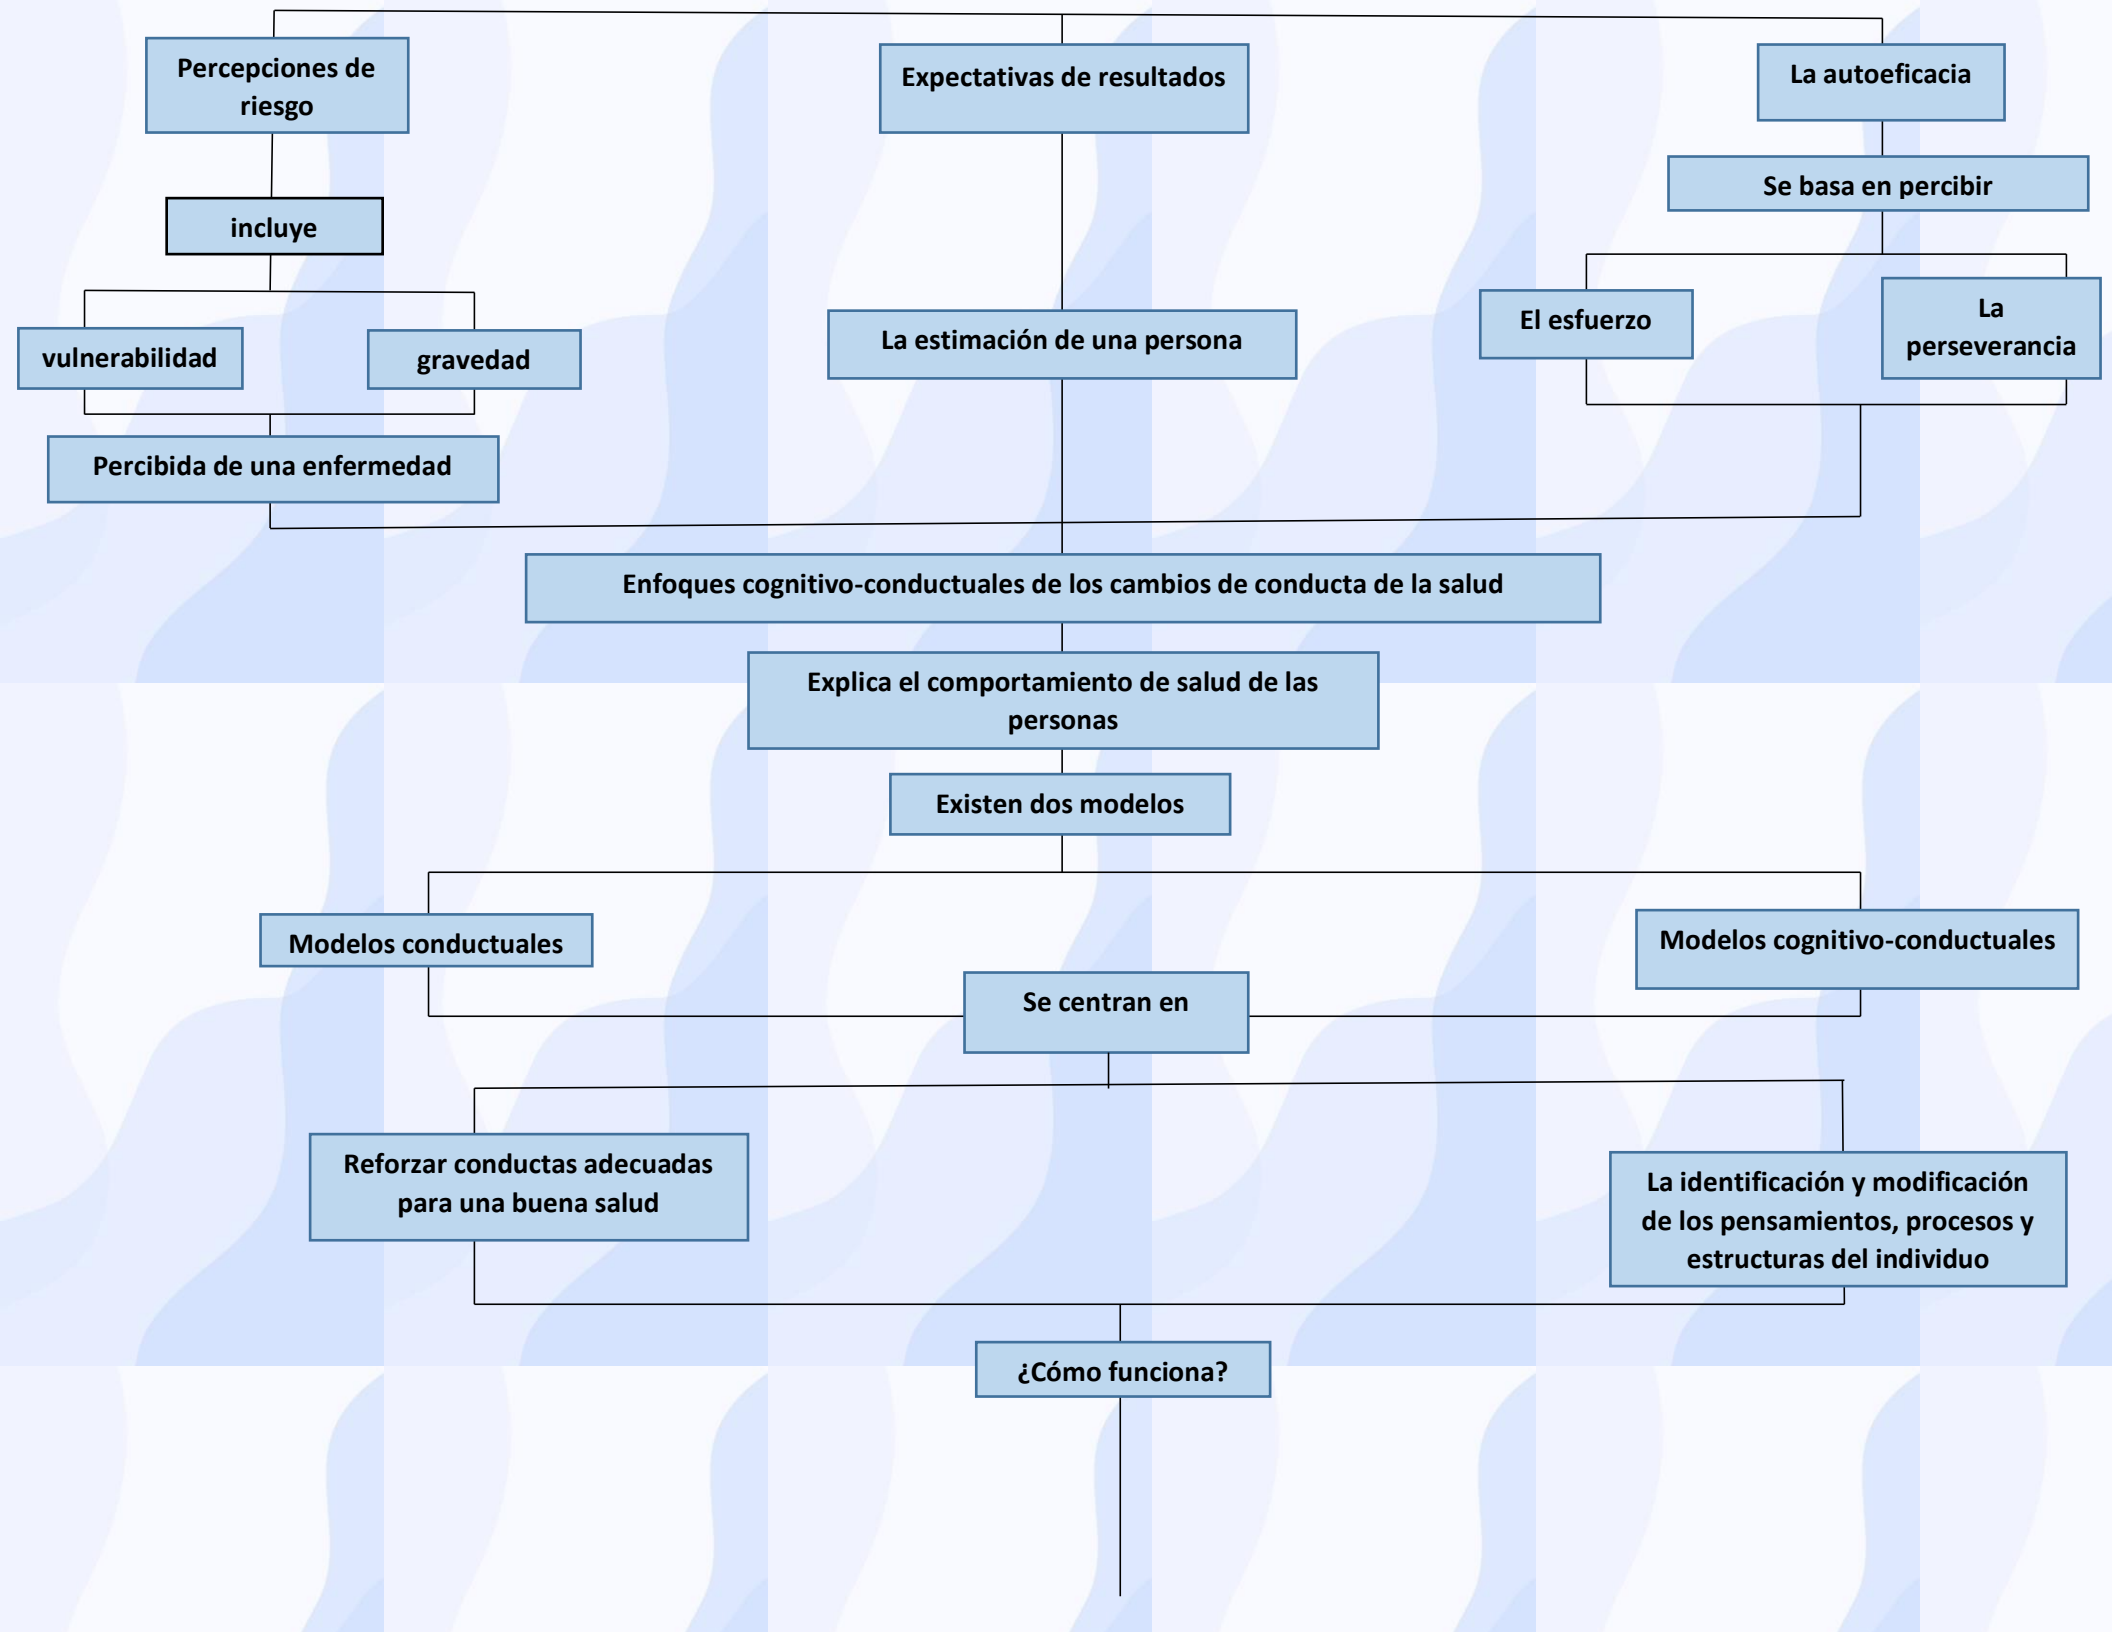 Percepciones de
riesgo
Expectativas de resultados
La autoeficacia
Se basa en percibir
incluye
vulnerabilidad
gravedad
La estimación de una persona
El esfuerzo
La
perseverancia
Percibida de una enfermedad
Enfoques cognitivo-conductuales de los cambios de conducta de la salud
Explica el comportamiento de salud de las
personas
Existen dos modelos
Modelos conductuales
Modelos cognitivo-conductuales
Se centran en
Reforzar conductas adecuadas
para una buena salud
La identificación y modificación
de los pensamientos, procesos y
estructuras del individuo
¿Cómo funciona?